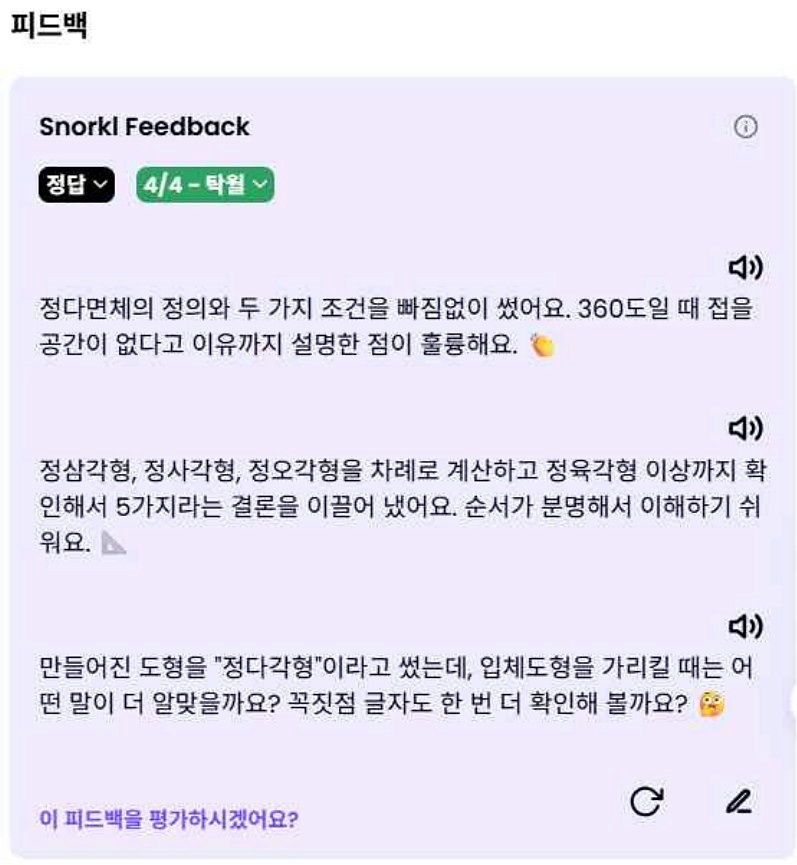 피드백
Snorkl Feedback
정답
4/4 - 탁월
정다면체의 정의와 두 가지 조건을 빠짐없이 썼어요. 360도일 때 접을
공간이 없다고 이유까지 설명한 점이 훌륭해요. 👏
정삼각형, 정사각형, 정오각형을 차례로 계산하고 정육각형 이상까지 확
인해서 5가지라는 결론을 이끌어 냈어요. 순서가 분명해서 이해하기 쉬
워요. 📐
만들어진 도형을 "정다각형"이라고 썼는데, 입체도형을 가리킬 때는 어
떤 말이 더 알맞을까요? 꼭짓점 글자도 한 번 더 확인해 볼까요? 🤔
이 피드백을 평가하시겠어요?